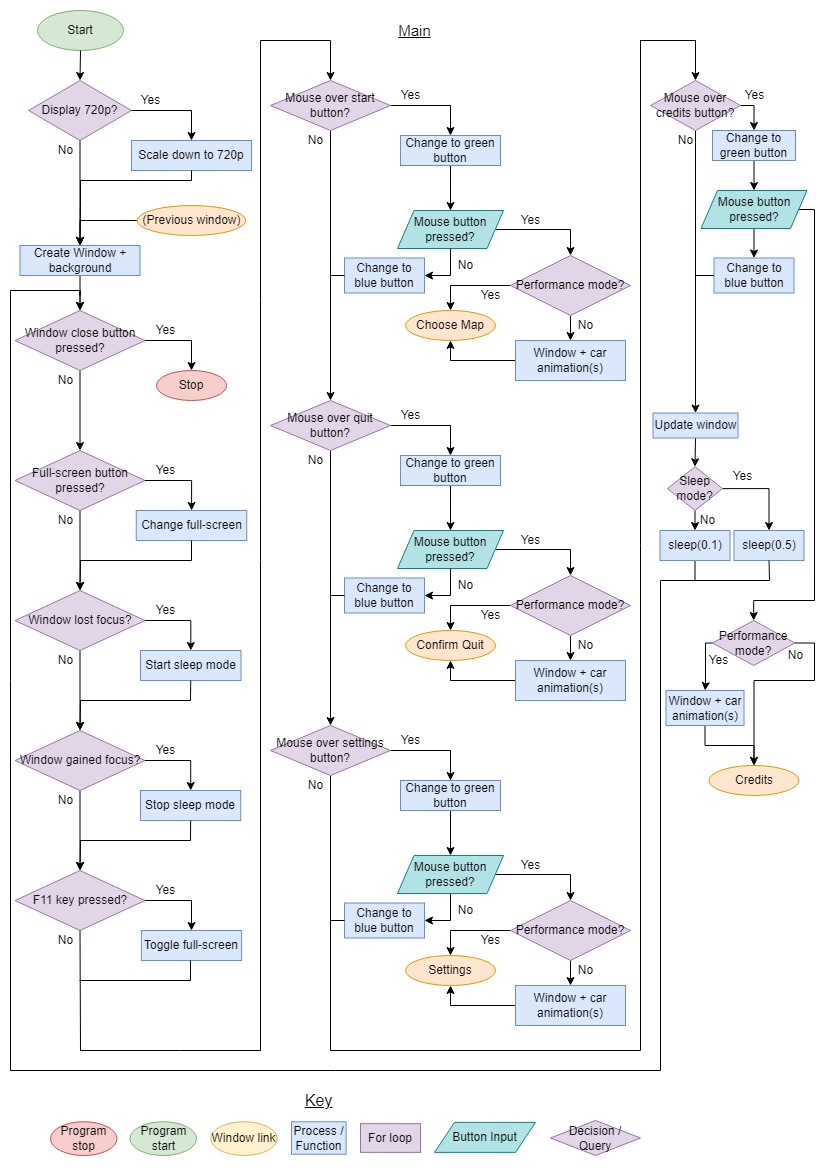 Main
Start
Display 720p?
Yes
No
Scale down to 720p
(Previous window)
Create Window +
background
Window close button
pressed?
Yes
No
Stop
Full-screen button
pressed?
Yes
No
Change full-screen
Window lost focus?
Yes
No
Start sleep mode
Window gained focus?
Yes
No
Stop sleep mode
F11 key pressed?
Yes
No
Toggle full-screen
Mouse over start
button?
Yes
No
Change to green
button
Mouse button
pressed?
Yes
No
Change to
blue button
Performance mode?
Yes
No
Choose Map
Window + car
animation(s)
Mouse over quit
button?
Yes
No
Change to green
button
Mouse button
pressed?
Yes
No
Change to
blue button
Performance mode?
Yes
No
Confirm Quit
Window + car
animation(s)
Mouse over settings
button?
Yes
No
Change to green
button
Mouse button
pressed?
Yes
No
Change to
blue button
Performance mode?
Yes
No
Settings
Window + car
animation(s)
Mouse over
credits button?
Yes
No
Change to
green button
Mouse button
pressed?
Change to
blue button
Update window
Sleep
mode?
Yes
No
sleep(0.1)
sleep(0.5)
Performance
mode?
Yes
No
Window + car
animation(s)
Credits
Key
Program
stop
Program
start
Window link
Process /
Function
For loop
Button Input
Decision /
Query